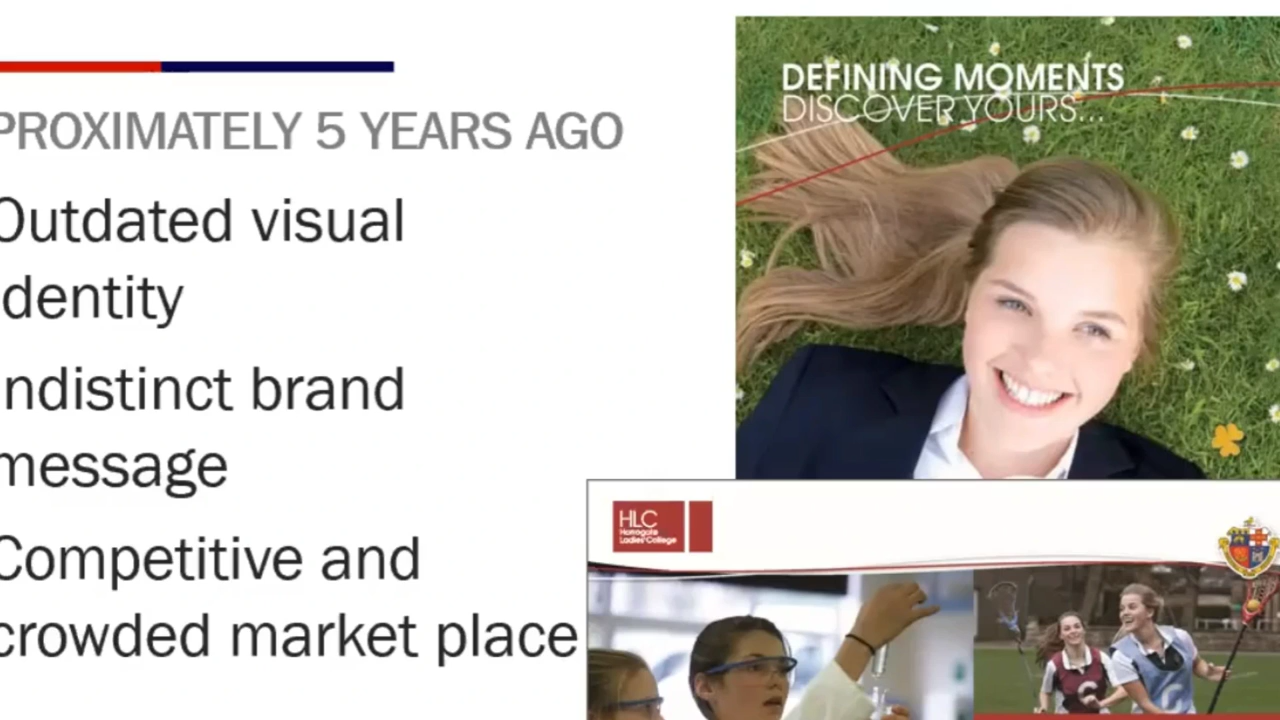 PROXIMATELY 5 YEARS AGO
Outdated visual
dentity
ndistinct brand
message
Competitive and
crowded market place
DEFINING MOMENTS
DISCOVER YOURS...
HLC
Harrogate
Ladies' College